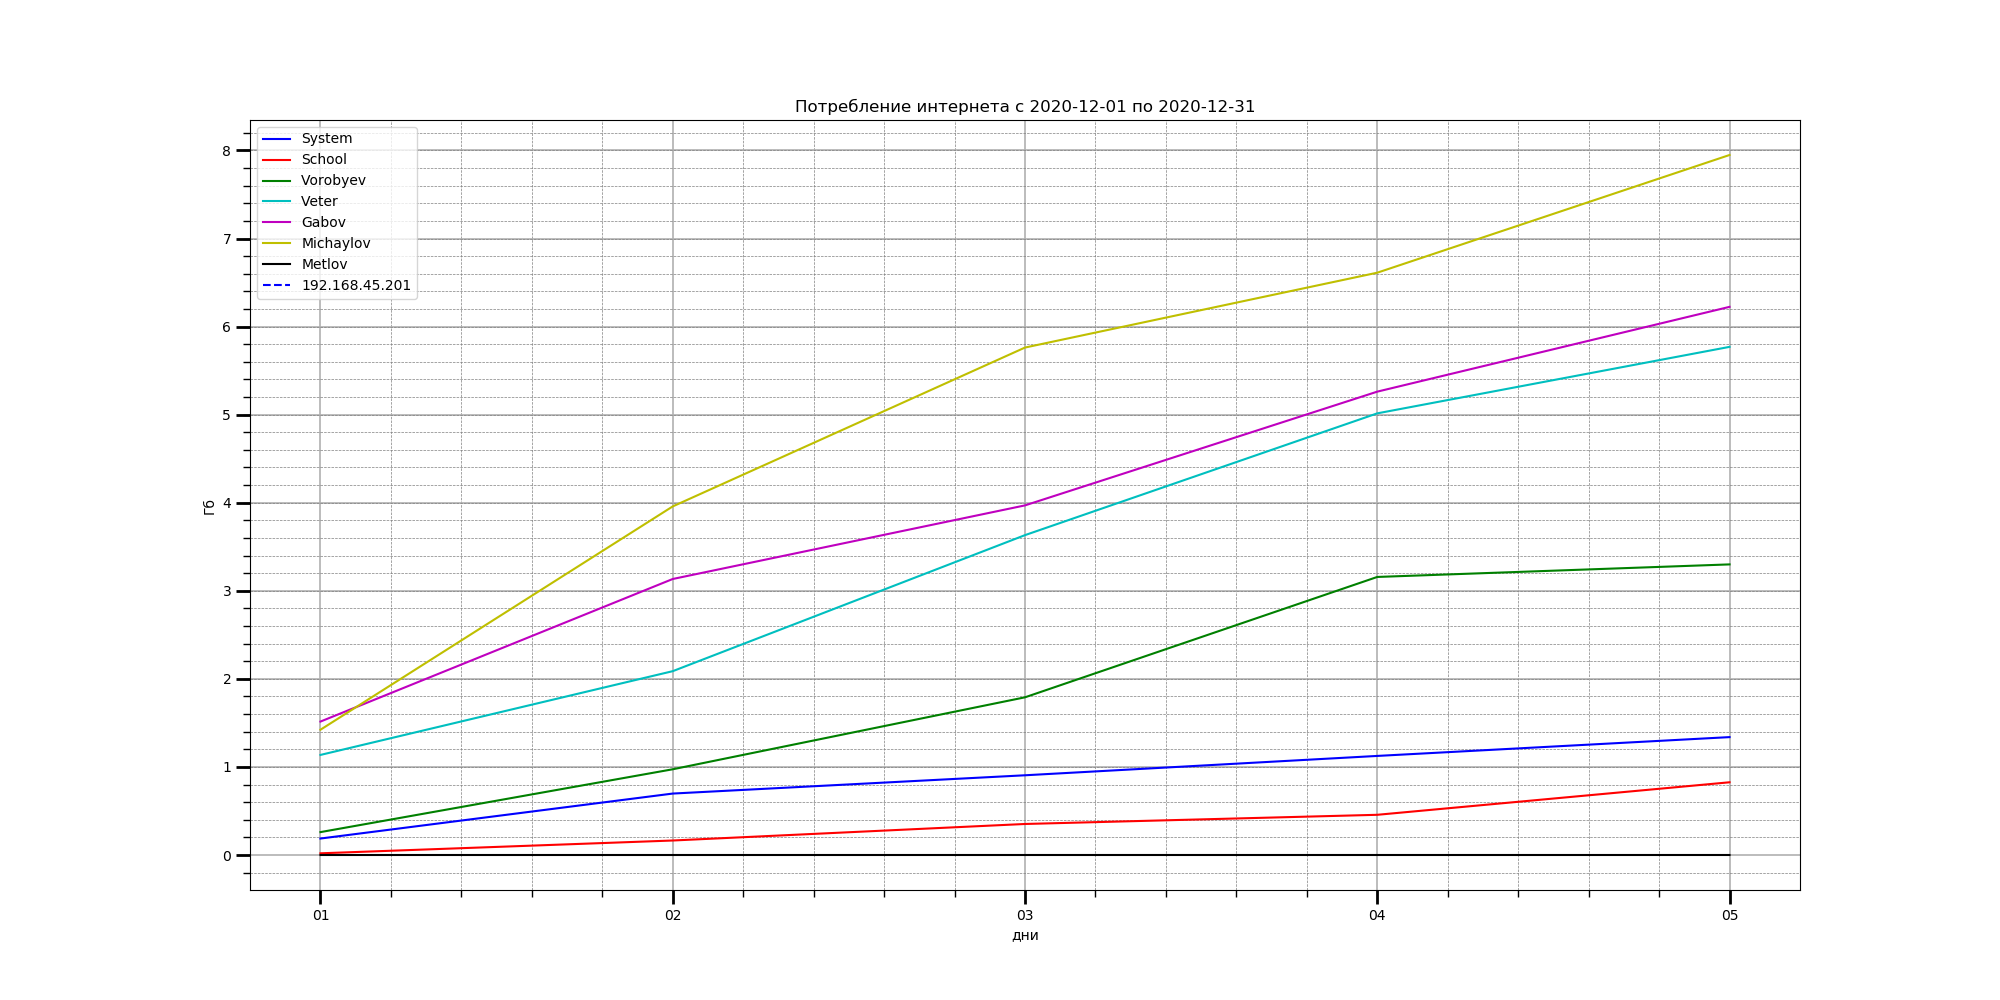 Потребление интернета с 2020-12-01 по 2020-12-31
System
School
Vorobyev
Veter
Gabov
Michaylov
Metlov
192.168.45.201
8
7
6
5
4
3
2
1
0
Гб
01 02 03 04 05
дни